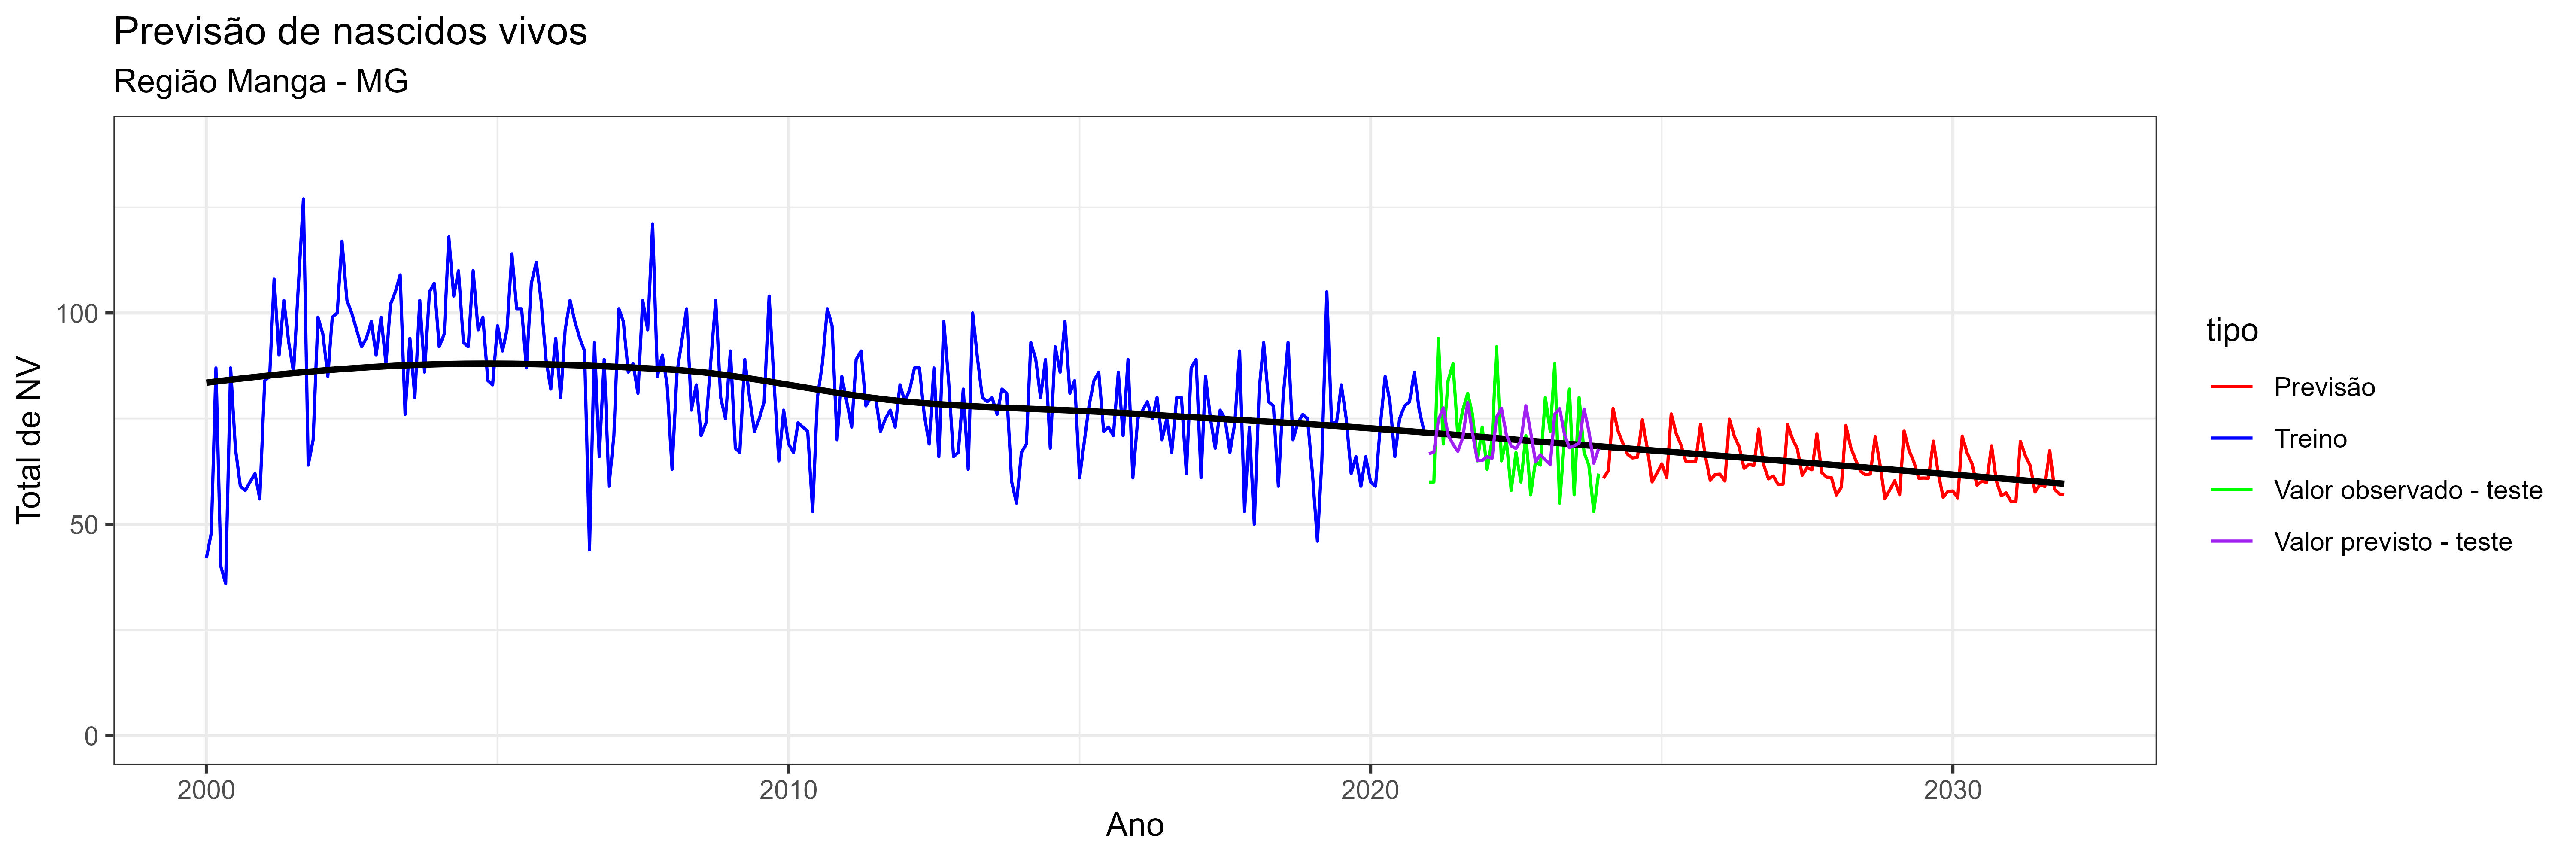 Previsão de nascidos vivos
Região Manga - MG
Total de NV
100
50
0
2000
2010
2020
2030
Ano
tipo
Previsão
Treino
Valor observado - teste
Valor previsto - teste